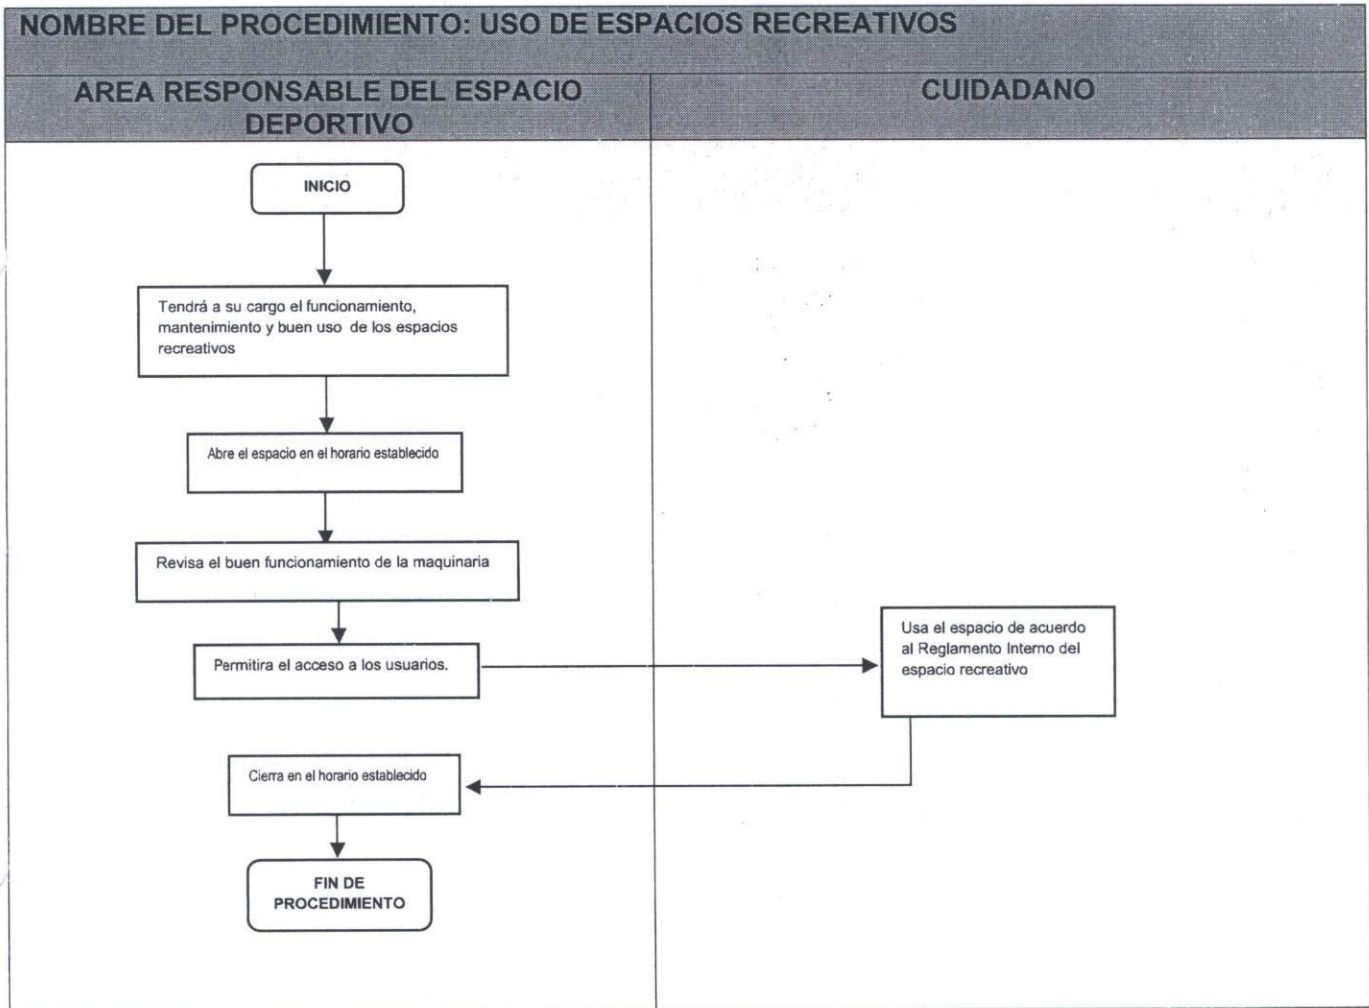 NOMBRE DEL PROCEDIMIENTO: USO DE ESPACIOS RECREATIVOS
AREA RESPONSABLE DEL ESPACIO
DEPORTIVO
CUIDADANO
INICIO
Tendrá a su cargo el funcionamiento,
mantenimiento y buen uso de los espacios
recreativos
Abre el espacio en el horario establecido
Revisa el buen funcionamiento de la maquinaria
Permitira el acceso a los usuarios.
Usa el espacio de acuerdo
al Reglamento Interno del
espacio recreativo
Cierra en el horario establecido
FIN DE
PROCEDIMIENTO